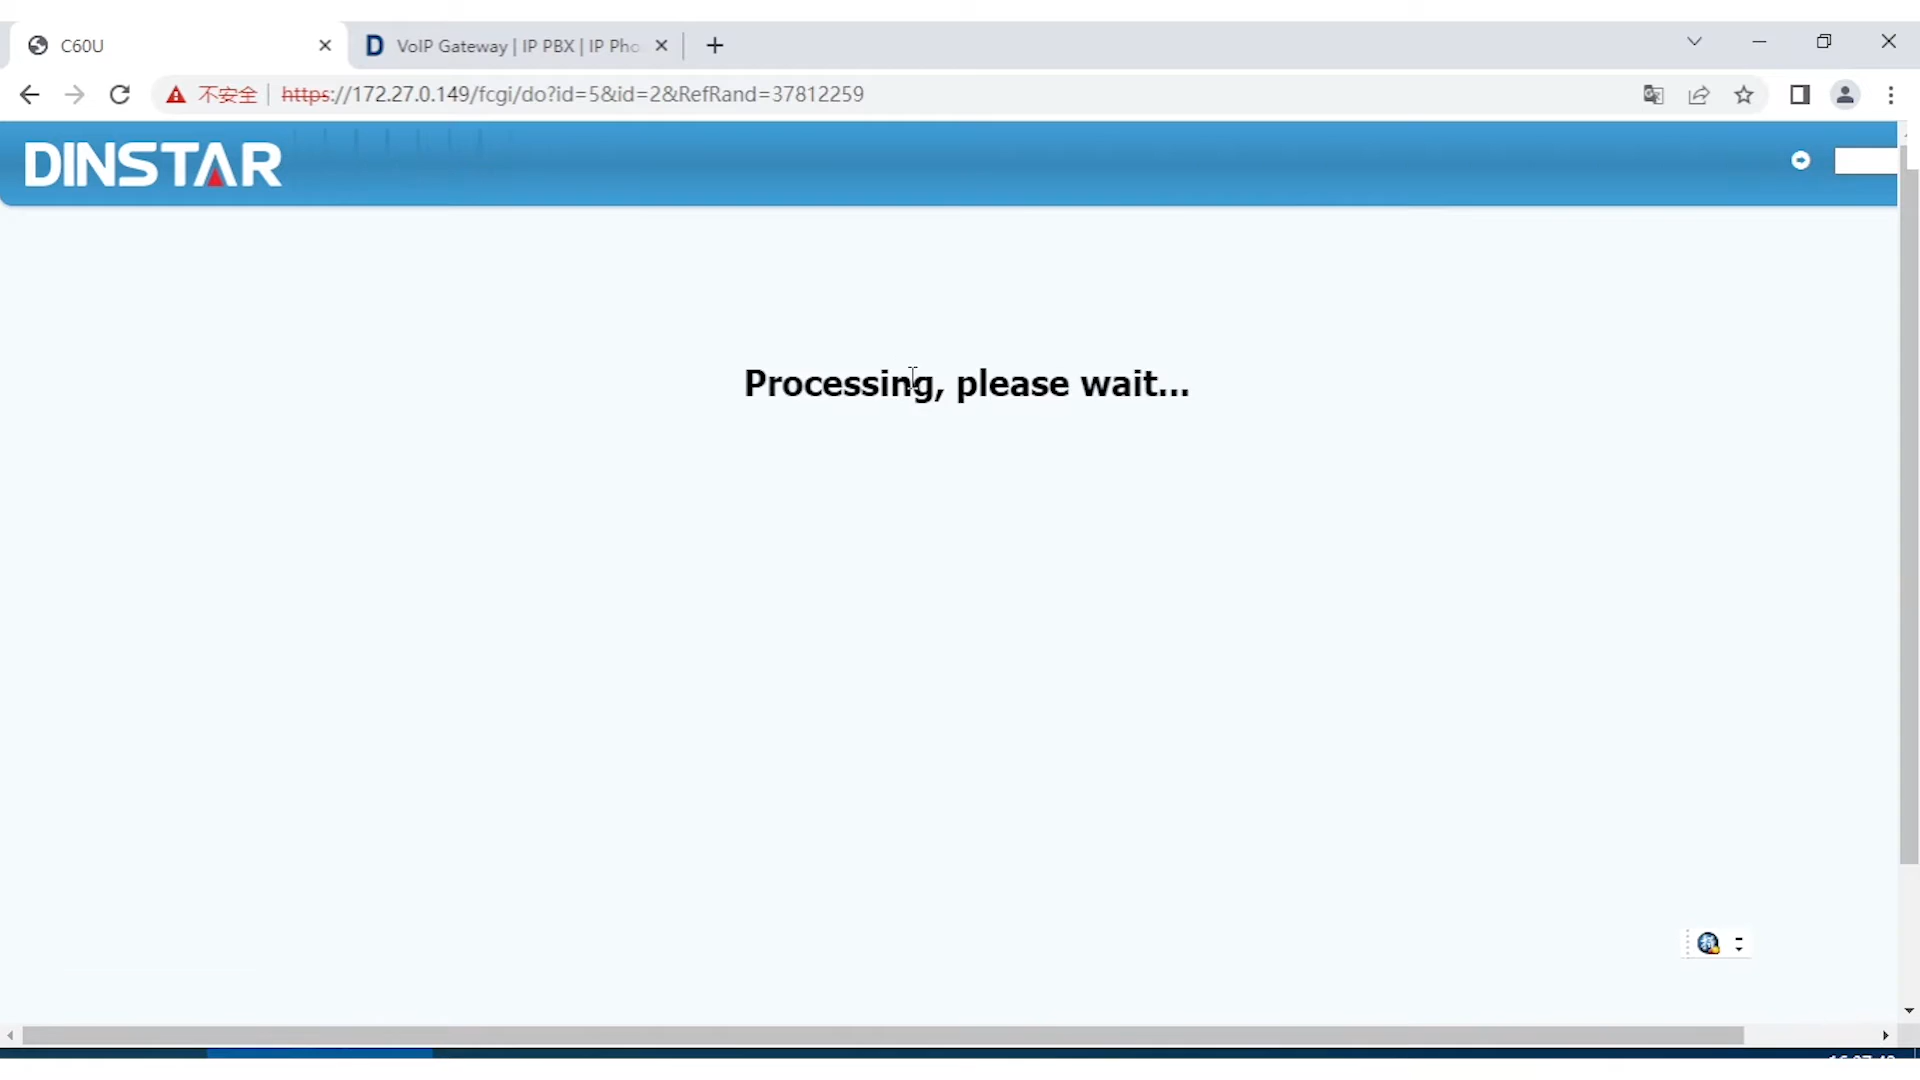 C60U
D VoIP Gateway | IP PBX | IP Pho
不安全 https://172.27.0.149/fcgi/do?id=5&id=2&RefRand=37812259
DINSTAR
Processing, please wait...